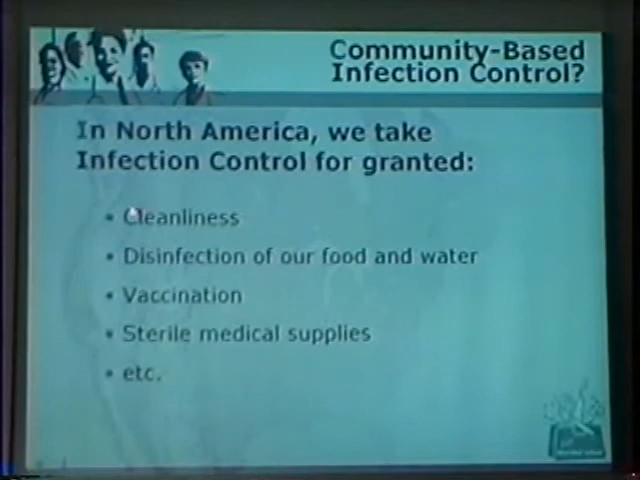 Community-Based
Infection Control?
In North America, we take
Infection Control for granted:
• Cleanliness
• Disinfection of our food and water
• Vaccination
• Sterile medical supplies
• etc.